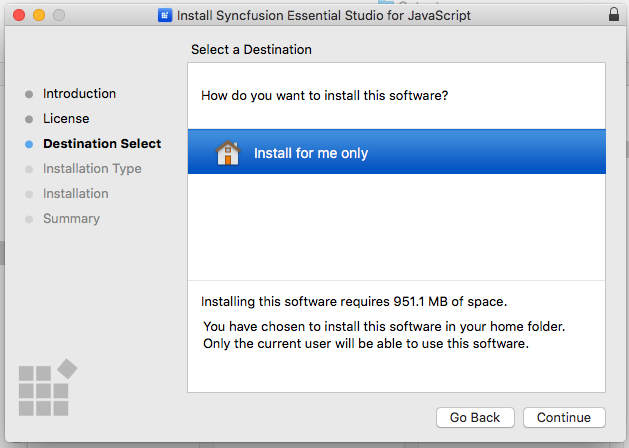 Install Syncfusion Essential Studio for JavaScript
Select a Destination
Introduction
License
Destination Select
Installation Type
Installation
Summary
How do you want to install this software?
Install for me only
Installing this software requires 951.1 MB of space.
You have chosen to install this software in your home folder.
Only the current user will be able to use this software.
Go Back
Continue